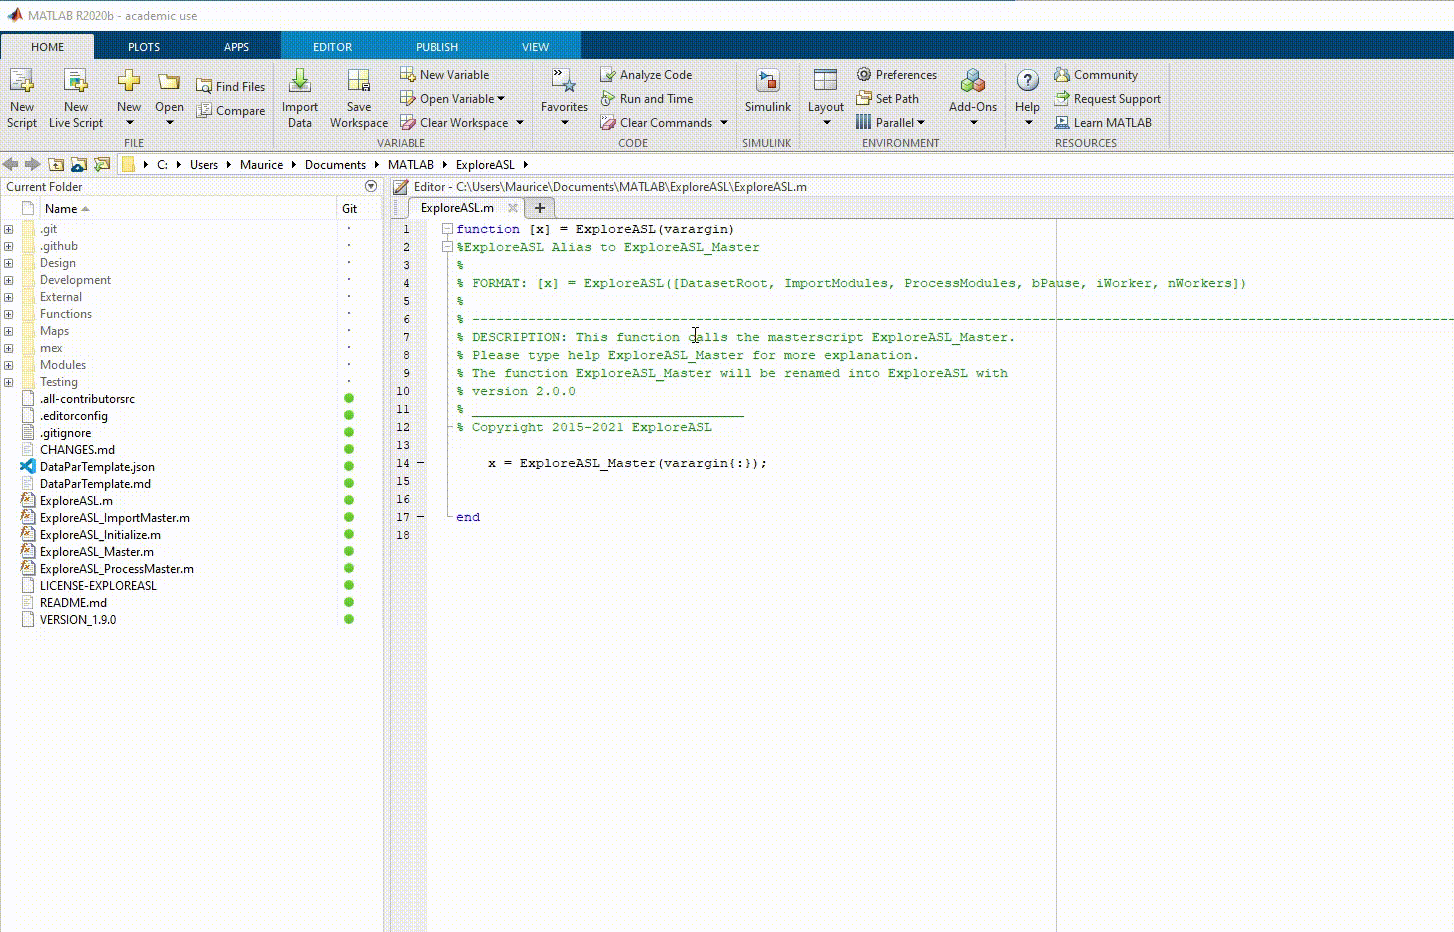 MATLAB R2020b - academic use
HOME PLOTS APPS EDITOR PUBLISH VIEW
New Script
New Live Script
New
Open
Find Files
Compare
FILE
Import Data
Save Workspace
New Variable
Open Variable
Clear Workspace
VARIABLE
Favorites
Analyze Code
Run and Time
Clear Commands
CODE
Simulink
SIMULINK
Layout
Preferences
Set Path
Parallel
Add-Ons
ENVIRONMENT
Help
Community
Request Support
Learn MATLAB
RESOURCES
C: Users Maurice Documents MATLAB ExploreASL
Current Folder
Name Git
.git
.github
Design
Development
External
Functions
Maps
mex
Modules
Testing
.all-contributorsrc
.editorconfig
.gitignore
CHANGES.md
DataParTemplate.json
DataParTemplate.md
ExploreASL.m
ExploreASL_ImportMaster.m
ExploreASL_Initialize.m
ExploreASL_Master.m
ExploreASL_ProcessMaster.m
LICENSE-EXPLOREASL
README.md
VERSION_1.9.0
Editor - C:\Users\Maurice\Documents\MATLAB\ExploreASL\ExploreASL.m
ExploreASL.m
1 function [x] = ExploreASL(varargin)
2 %ExploreASL Alias to ExploreASL_Master
3 %
4 % FORMAT: [x] = ExploreASL([DatasetRoot, ImportModules, ProcessModules, bPause, iWorker, nWorkers])
5 %
6 % -----------------------------------------------------------------------------------------------------------------------------
7 % DESCRIPTION: This function calls the masterscript ExploreASL_Master.
8 % Please type help ExploreASL_Master for more explanation.
9 % The function ExploreASL_Master will be renamed into ExploreASL with
10 % version 2.0.0
11 % __________________________________
12 % Copyright 2015-2021 ExploreASL
13
14 x = ExploreASL_Master(varargin{:});
15
16
17 end
18